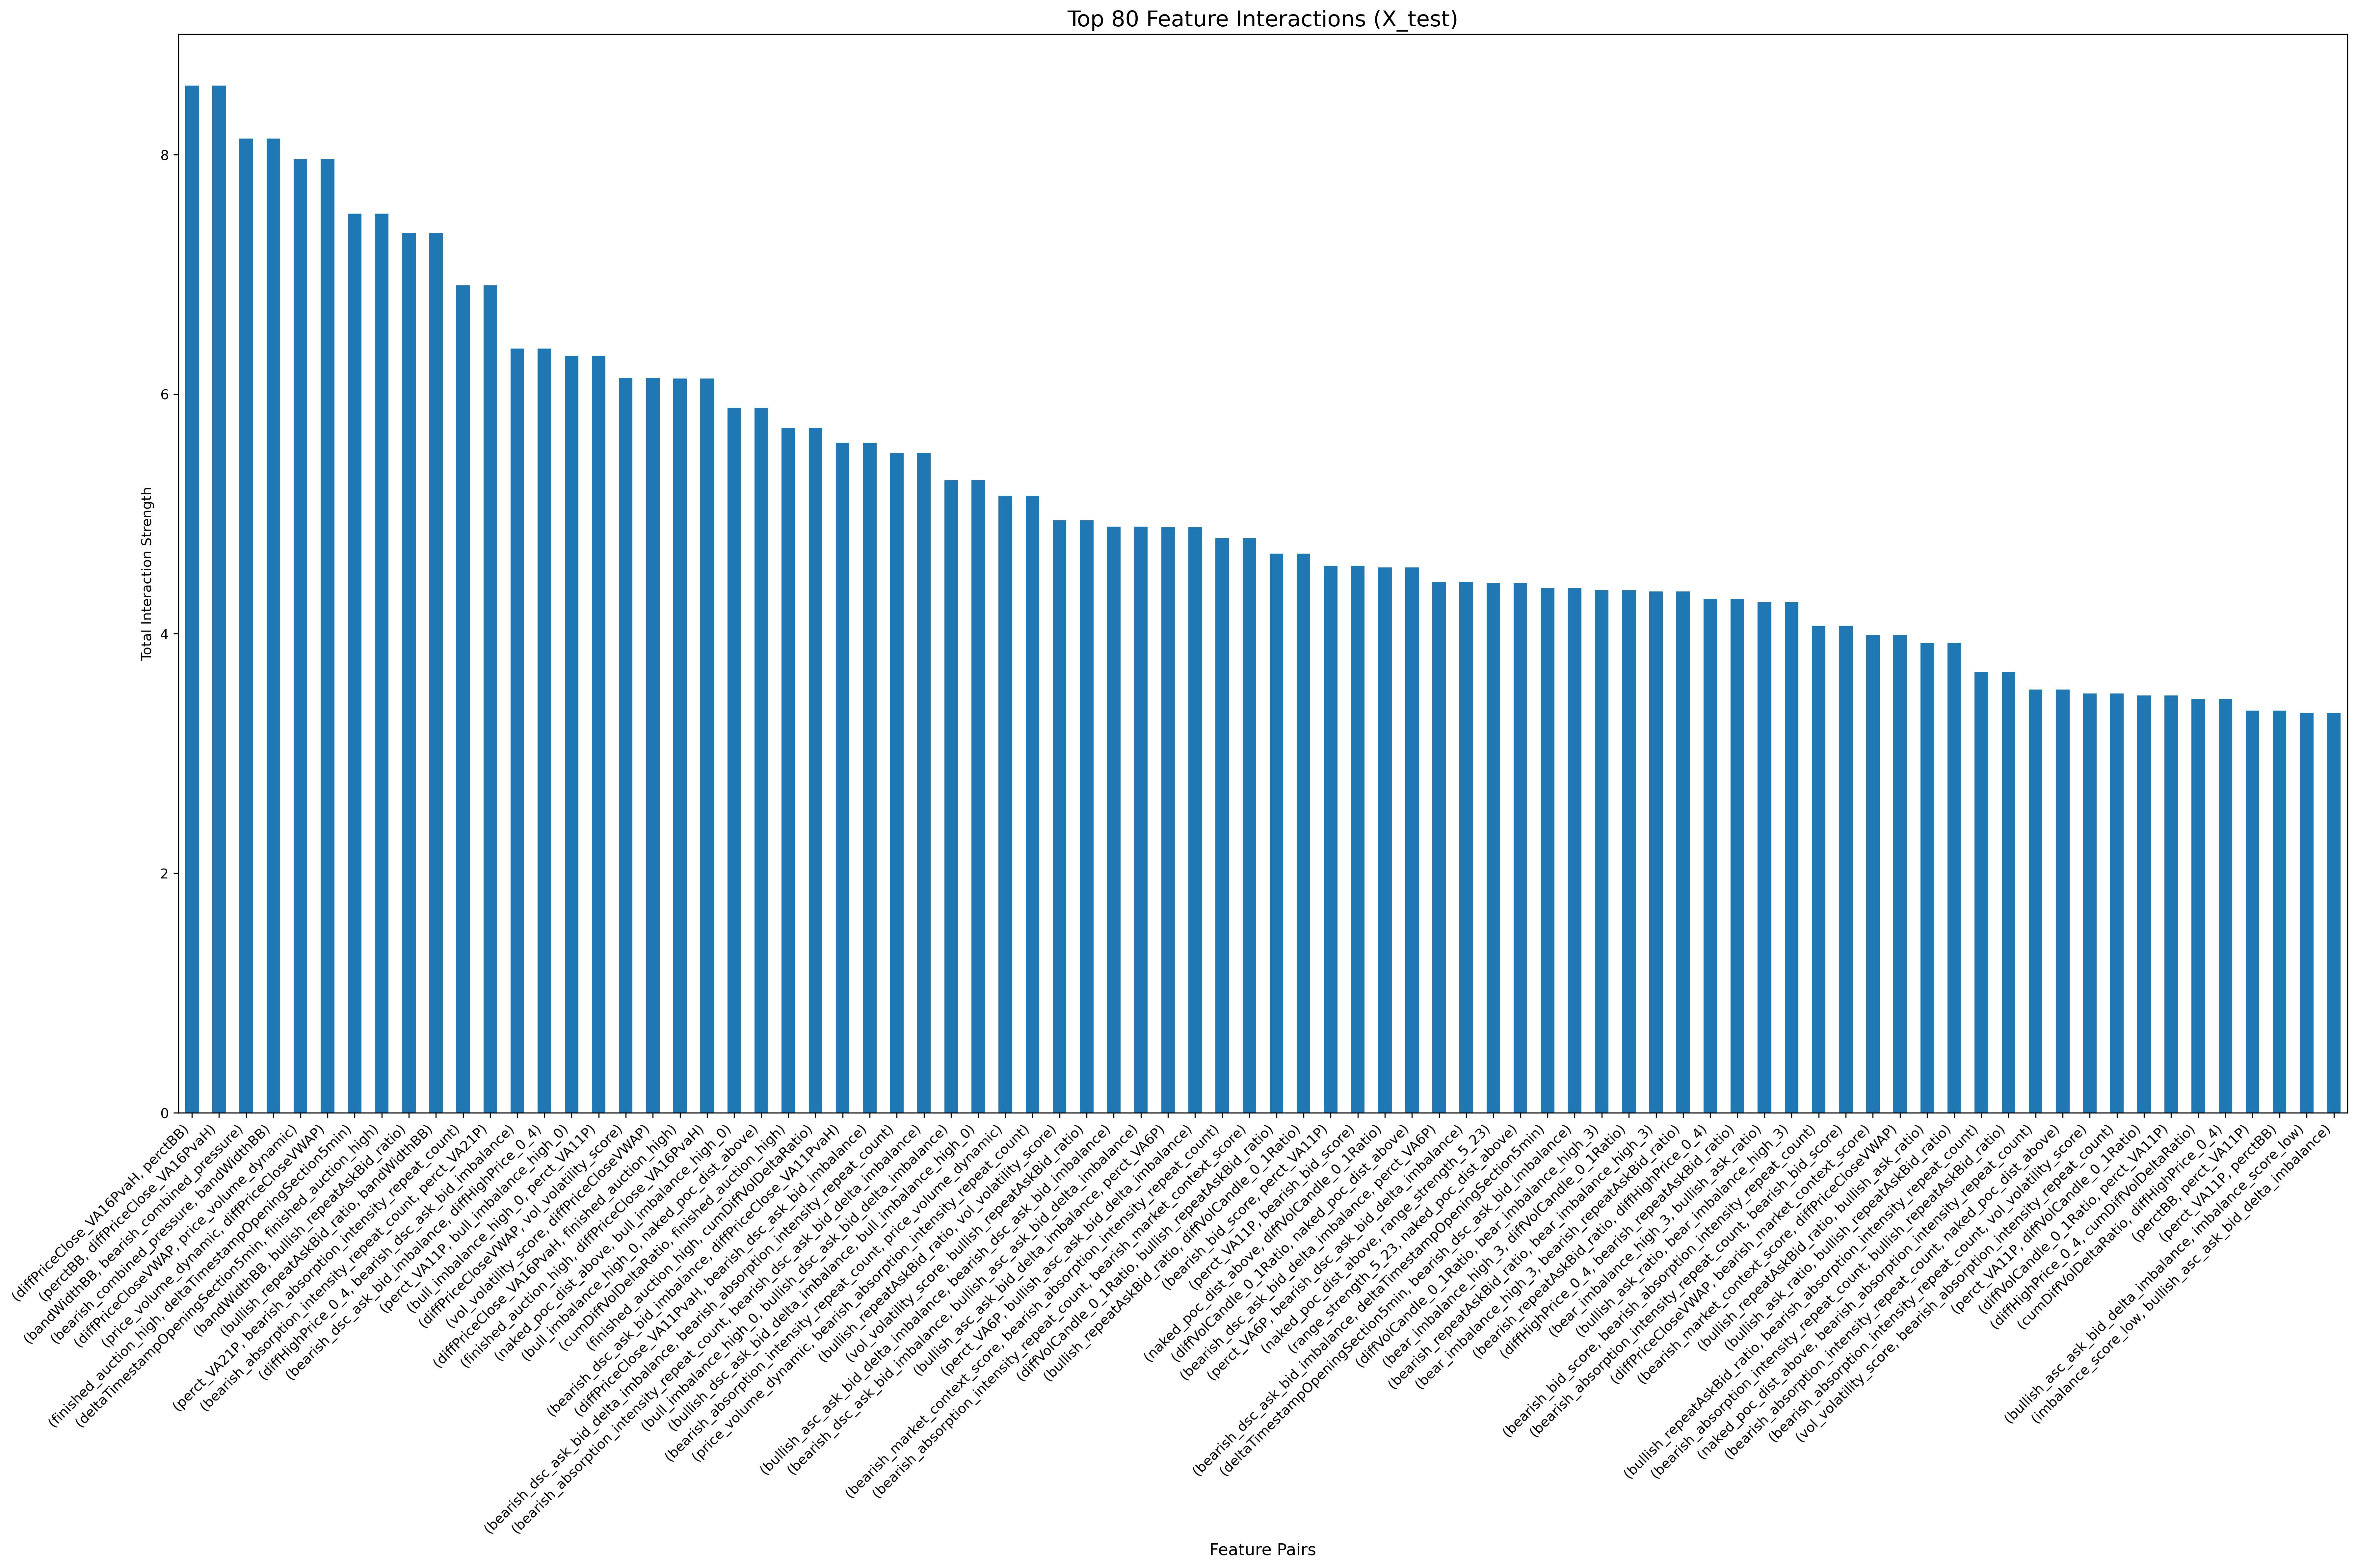 Top 80 Feature Interactions (X_test)
Total Interaction Strength
8
6
4
2
0
(diffPriceClose_VA16PvaH, perctBB)
(perctBB, diffPriceClose_VA16PvaH)
(bandWidthBB, bearish_combined_pressure)
(bearish_combined_pressure, bandWidthBB)
(diffPriceCloseVWAP, price_volume_dynamic)
(price_volume_dynamic, diffPriceCloseVWAP)
(finished_auction_high, deltaTimestampOpeningSection5min)
(deltaTimestampOpeningSection5min, finished_auction_high)
(bandWidthBB, bullish_repeatAskBid_ratio)
(bullish_repeatAskBid_ratio, bandWidthBB)
(perct_VA21P, bearish_absorption_intensity_repeat_count)
(bearish_absorption_intensity_repeat_count, perct_VA21P)
(diffHighPrice_0_4, bearish_dsc_ask_bid_imbalance)
(bearish_dsc_ask_bid_imbalance, diffHighPrice_0_4)
(perct_VA11P, bull_imbalance_high_0)
(bull_imbalance_high_0, perct_VA11P)
(diffPriceCloseVWAP, vol_volatility_score)
(vol_volatility_score, diffPriceCloseVWAP)
(diffPriceClose_VA16PvaH, finished_auction_high)
(finished_auction_high, diffPriceClose_VA16PvaH)
(naked_poc_dist_above, bull_imbalance_high_0)
(bull_imbalance_high_0, naked_poc_dist_above)
(cumDiffVolDeltaRatio, finished_auction_high)
(finished_auction_high, cumDiffVolDeltaRatio)
(bearish_dsc_ask_bid_imbalance, diffPriceClose_VA11PvaH)
(diffPriceClose_VA11PvaH, bearish_dsc_ask_bid_imbalance)
(bearish_dsc_ask_bid_delta_imbalance, bearish_absorption_intensity_repeat_count)
(bearish_absorption_intensity_repeat_count, bearish_dsc_ask_bid_delta_imbalance)
(bull_imbalance_high_0, bullish_dsc_ask_bid_delta_imbalance)
(bullish_dsc_ask_bid_delta_imbalance, bull_imbalance_high_0)
(bearish_absorption_intensity_repeat_count, price_volume_dynamic)
(price_volume_dynamic, bearish_absorption_intensity_repeat_count)
(bullish_repeatAskBid_ratio, vol_volatility_score)
(vol_volatility_score, bullish_repeatAskBid_ratio)
(bullish_asc_ask_bid_delta_imbalance, bearish_dsc_ask_bid_imbalance)
(bearish_dsc_ask_bid_imbalance, bullish_asc_ask_bid_delta_imbalance)
(bullish_asc_ask_bid_delta_imbalance, perct_VA6P)
(perct_VA6P, bullish_asc_ask_bid_delta_imbalance)
(bearish_market_context_score, bearish_absorption_intensity_repeat_count)
(bearish_absorption_intensity_repeat_count, bearish_market_context_score)
(diffVolCandle_0_1Ratio, bullish_repeatAskBid_ratio)
(bullish_repeatAskBid_ratio, diffVolCandle_0_1Ratio)
(bearish_bid_score, perct_VA11P)
(perct_VA11P, bearish_bid_score)
(naked_poc_dist_above, diffVolCandle_0_1Ratio)
(diffVolCandle_0_1Ratio, naked_poc_dist_above)
(bearish_dsc_ask_bid_delta_imbalance, perct_VA6P)
(perct_VA6P, bearish_dsc_ask_bid_delta_imbalance)
(naked_poc_dist_above, range_strength_5_23)
(range_strength_5_23, naked_poc_dist_above)
(bearish_dsc_ask_bid_imbalance, deltaTimestampOpeningSection5min)
(deltaTimestampOpeningSection5min, bearish_dsc_ask_bid_imbalance)
(diffVolCandle_0_1Ratio, bear_imbalance_high_3)
(bear_imbalance_high_3, diffVolCandle_0_1Ratio)
(bearish_repeatAskBid_ratio, bear_imbalance_high_3)
(bear_imbalance_high_3, bearish_repeatAskBid_ratio)
(bearish_repeatAskBid_ratio, diffHighPrice_0_4)
(diffHighPrice_0_4, bearish_repeatAskBid_ratio)
(bear_imbalance_high_3, bullish_ask_ratio)
(bullish_ask_ratio, bear_imbalance_high_3)
(bearish_bid_score, bearish_absorption_intensity_repeat_count)
(bearish_absorption_intensity_repeat_count, bearish_bid_score)
(diffPriceCloseVWAP, bearish_market_context_score)
(bearish_market_context_score, diffPriceCloseVWAP)
(bullish_repeatAskBid_ratio, bullish_ask_ratio)
(bullish_ask_ratio, bullish_repeatAskBid_ratio)
(bullish_repeatAskBid_ratio, bearish_absorption_intensity_repeat_count)
(bearish_absorption_intensity_repeat_count, bullish_repeatAskBid_ratio)
(naked_poc_dist_above, bearish_absorption_intensity_repeat_count)
(bearish_absorption_intensity_repeat_count, naked_poc_dist_above)
(bearish_absorption_intensity_repeat_count, vol_volatility_score)
(vol_volatility_score, bearish_absorption_intensity_repeat_count)
(perct_VA11P, diffVolCandle_0_1Ratio)
(diffVolCandle_0_1Ratio, perct_VA11P)
(diffHighPrice_0_4, cumDiffVolDeltaRatio)
(cumDiffVolDeltaRatio, diffHighPrice_0_4)
(perctBB, perct_VA11P)
(perct_VA11P, perctBB)
(bullish_asc_ask_bid_delta_imbalance, imbalance_score_low)
(imbalance_score_low, bullish_asc_ask_bid_delta_imbalance)
Feature Pairs